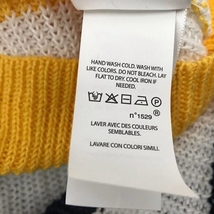 HAND WASH COLD. WASH WITH
LIKE COLORS. DO NOT BLEACH. LAY
FLAT TO DRY. COOL IRON IF
NEEDED.
n°1529
LAVER AVEC DES COULEURS
SEMBLABLES.
LAVARE CON COLORI SIMILI.